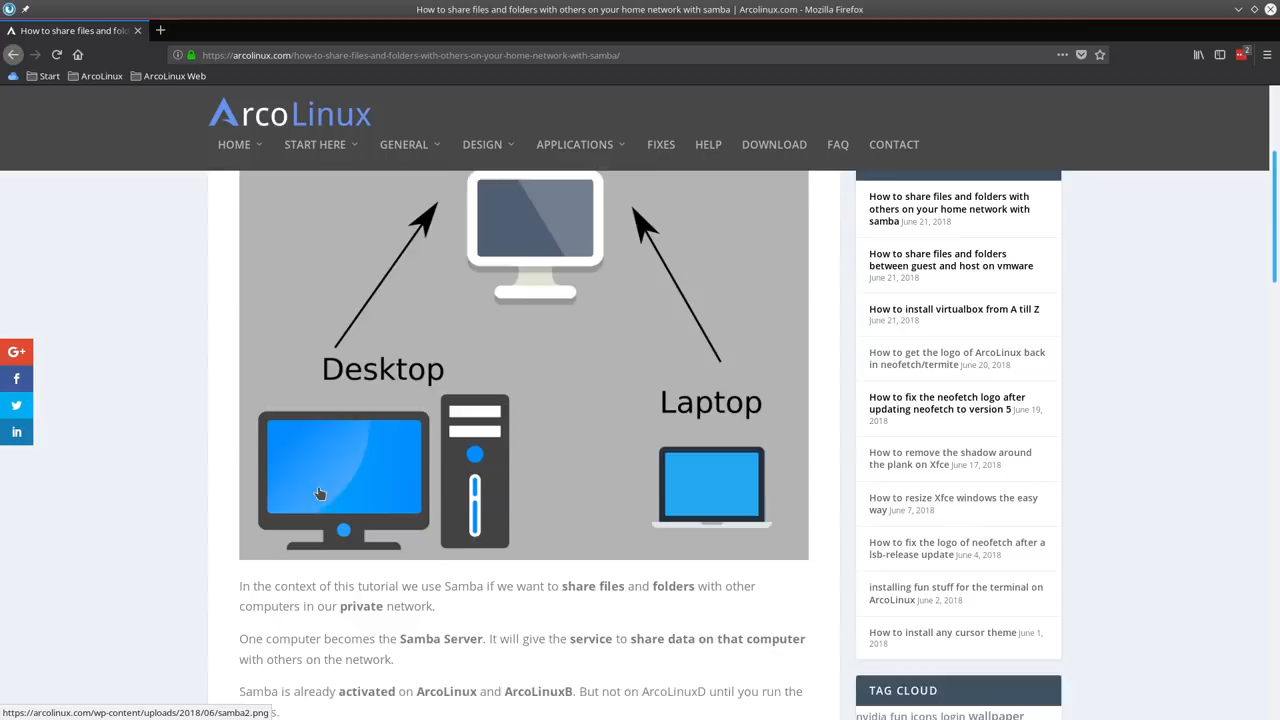 How to share files and folders with others on your home network with samba | Arcolinux.com - Mozilla Firefox
How to share files and fold
https://arcolinux.com/how-to-share-files-and-folders-with-others-on-your-home-network-with-samba/
2
Start ArcoLinux ArcoLinux Web
ArcoLinux
HOME START HERE GENERAL DESIGN APPLICATIONS FIXES HELP DOWNLOAD FAQ CONTACT
Desktop
Laptop
In the context of this tutorial we use Samba if we want to share files and folders with other
computers in our private network.
One computer becomes the Samba Server. It will give the service to share data on that computer
with others on the network.
Samba is already activated on ArcoLinux and ArcoLinuxB. But not on ArcoLinuxD until you run the
s.
How to share files and folders with
others on your home network with
samba June 21, 2018
How to share files and folders
between guest and host on vmware
June 21, 2018
How to install virtualbox from A till Z
June 21, 2018
How to get the logo of ArcoLinux back
in neofetch/termite June 20, 2018
How to fix the neofetch logo after
updating neofetch to version 5 June 19,
2018
How to remove the shadow around
the plank on Xfce June 17, 2018
How to resize Xfce windows the easy
way June 7, 2018
How to fix the logo of neofetch after a
lsb-release update June 4, 2018
installing fun stuff for the terminal on
ArcoLinux June 2, 2018
How to install any cursor theme June 1,
2018
TAG CLOUD
nvidia fun icons login wallpaper
G+
f
in
https://arcolinux.com/wp-content/uploads/2018/06/samba2.png